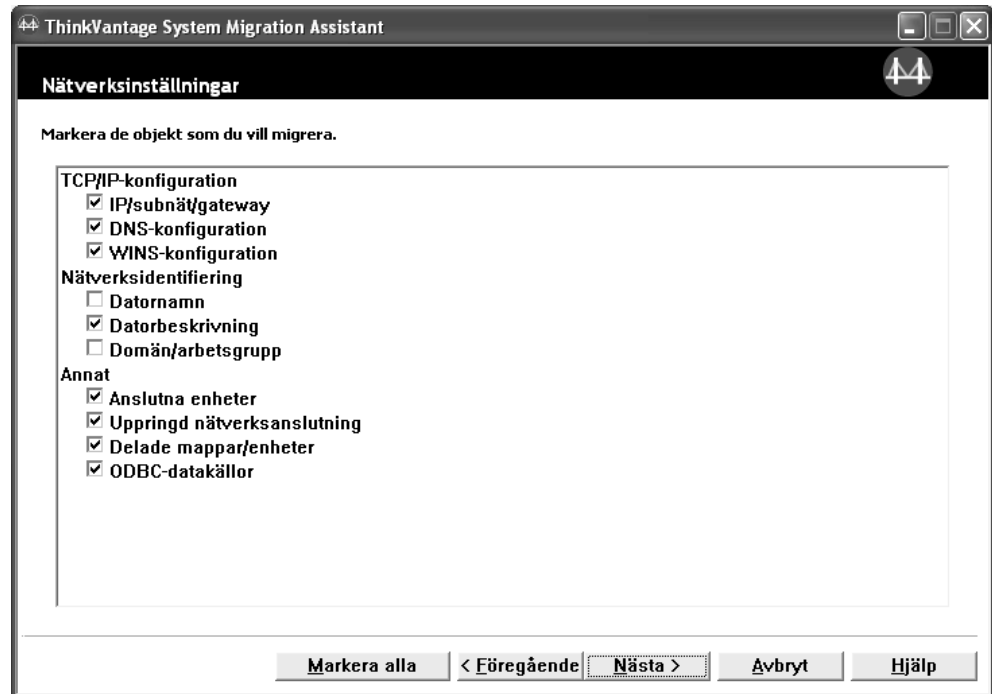 ThinkVantage System Migration Assistant
Nätverksinställningar
Markera de objekt som du vill migrera.
TCP/IP-konfiguration
IP/subnät/gateway
DNS-konfiguration
WINS-konfiguration
Nätverksidentifiering
Datornamn
Datorbeskrivning
Domän/arbetsgrupp
Annat
Anslutna enheter
Uppringd nätverksanslutning
Delade mappar/enheter
ODBC-datakällor
Markera alla < Föregående Nästa > Avbryt Hjälp